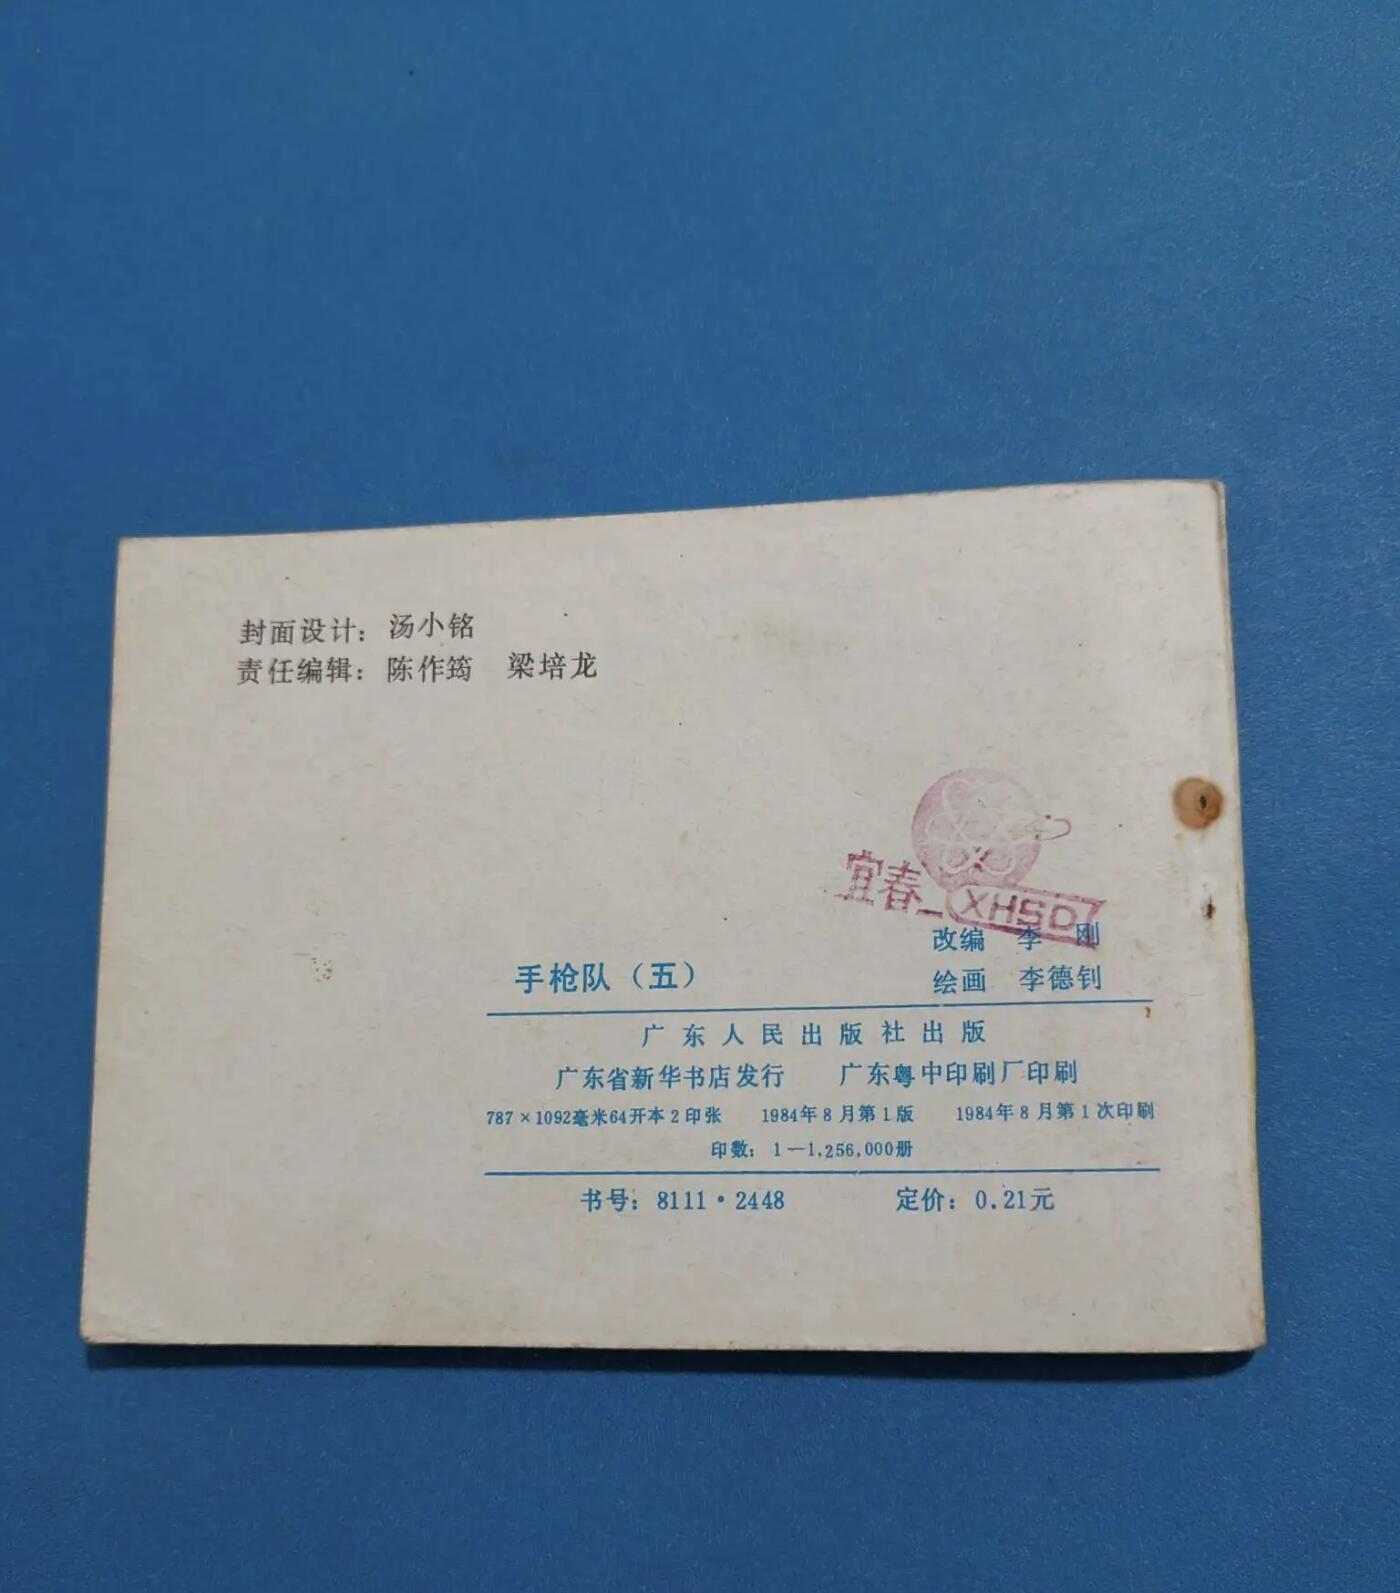 封面设计：汤小铭
责任编辑：陈作筠 梁培龙
宜春 XHSD
手枪队（五）
改编 李刚
绘画 李德钊
广东人民出版社出版
广东省新华书店发行 广东粤中印刷厂印刷
787×1092毫米64开本2印张 1984年8月第1版 1984年8月第1次印刷
印数：1—1,256,000册
书号：8111·2448 定价：0.21元